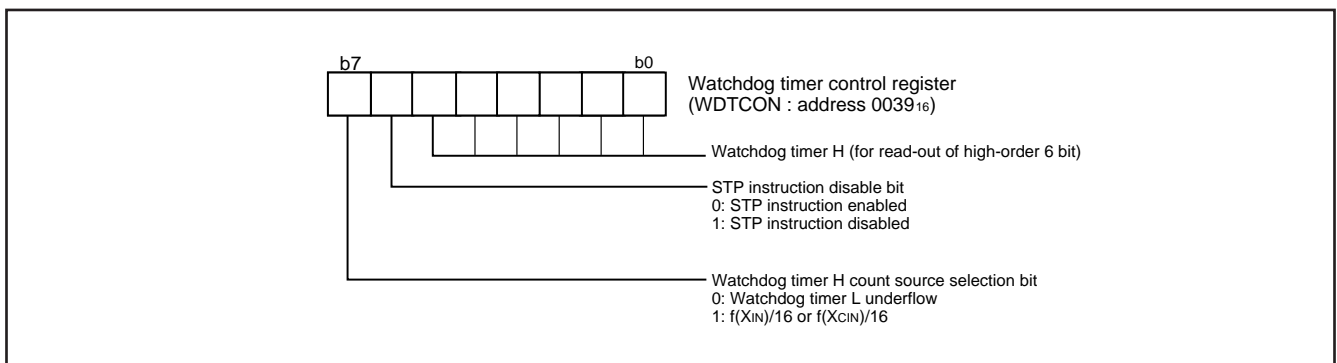 b7
b0
Watchdog timer control register
(WDTCON : address 003916)
Watchdog timer H (for read-out of high-order 6 bit)
STP instruction disable bit
0: STP instruction enabled
1: STP instruction disabled
Watchdog timer H count source selection bit
0: Watchdog timer L underflow
1: f(XIN)/16 or f(XCIN)/16